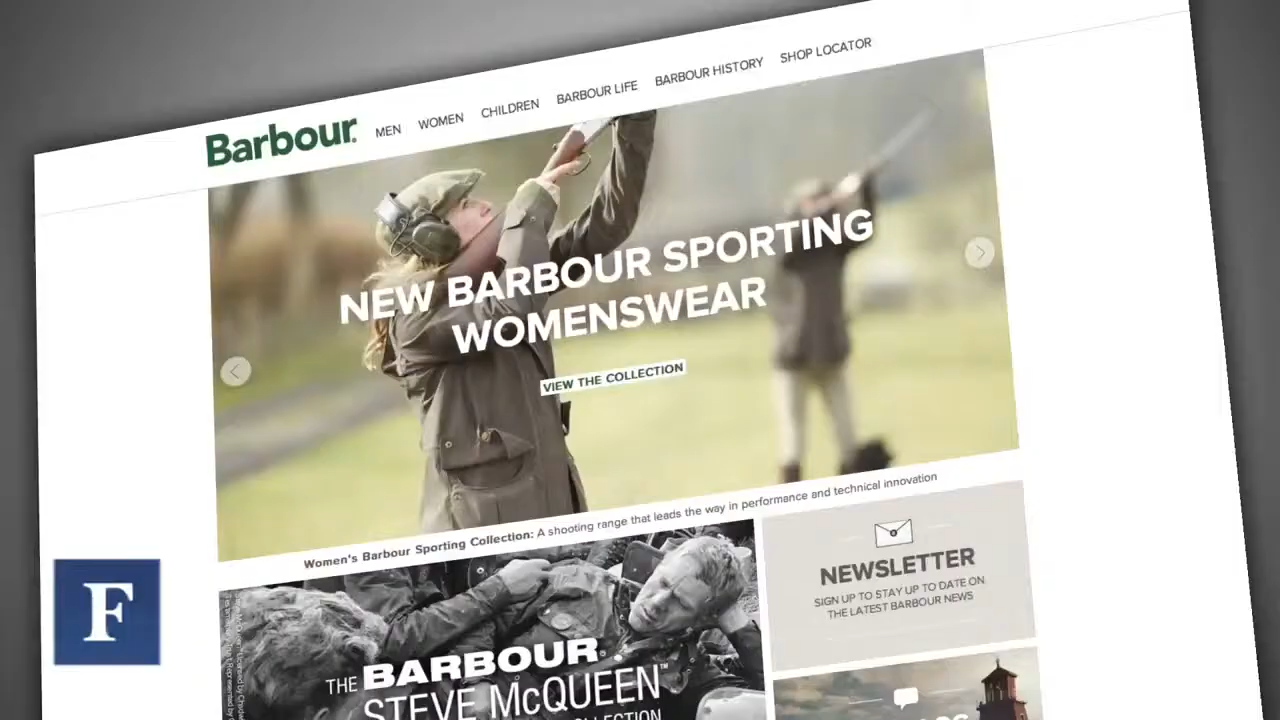 Barbour.
MEN WOMEN CHILDREN BARBOUR LIFE BARBOUR HISTORY SHOP LOCATOR
NEW BARBOUR SPORTING
WOMENSWEAR
VIEW THE COLLECTION
Women's Barbour Sporting Collection: A shooting range that leads the way in performance and technical innovation
THE BARBOUR®
STEVE McQUEEN™
NEWSLETTER
SIGN UP TO STAY UP TO DATE ON
THE LATEST BARBOUR NEWS
F